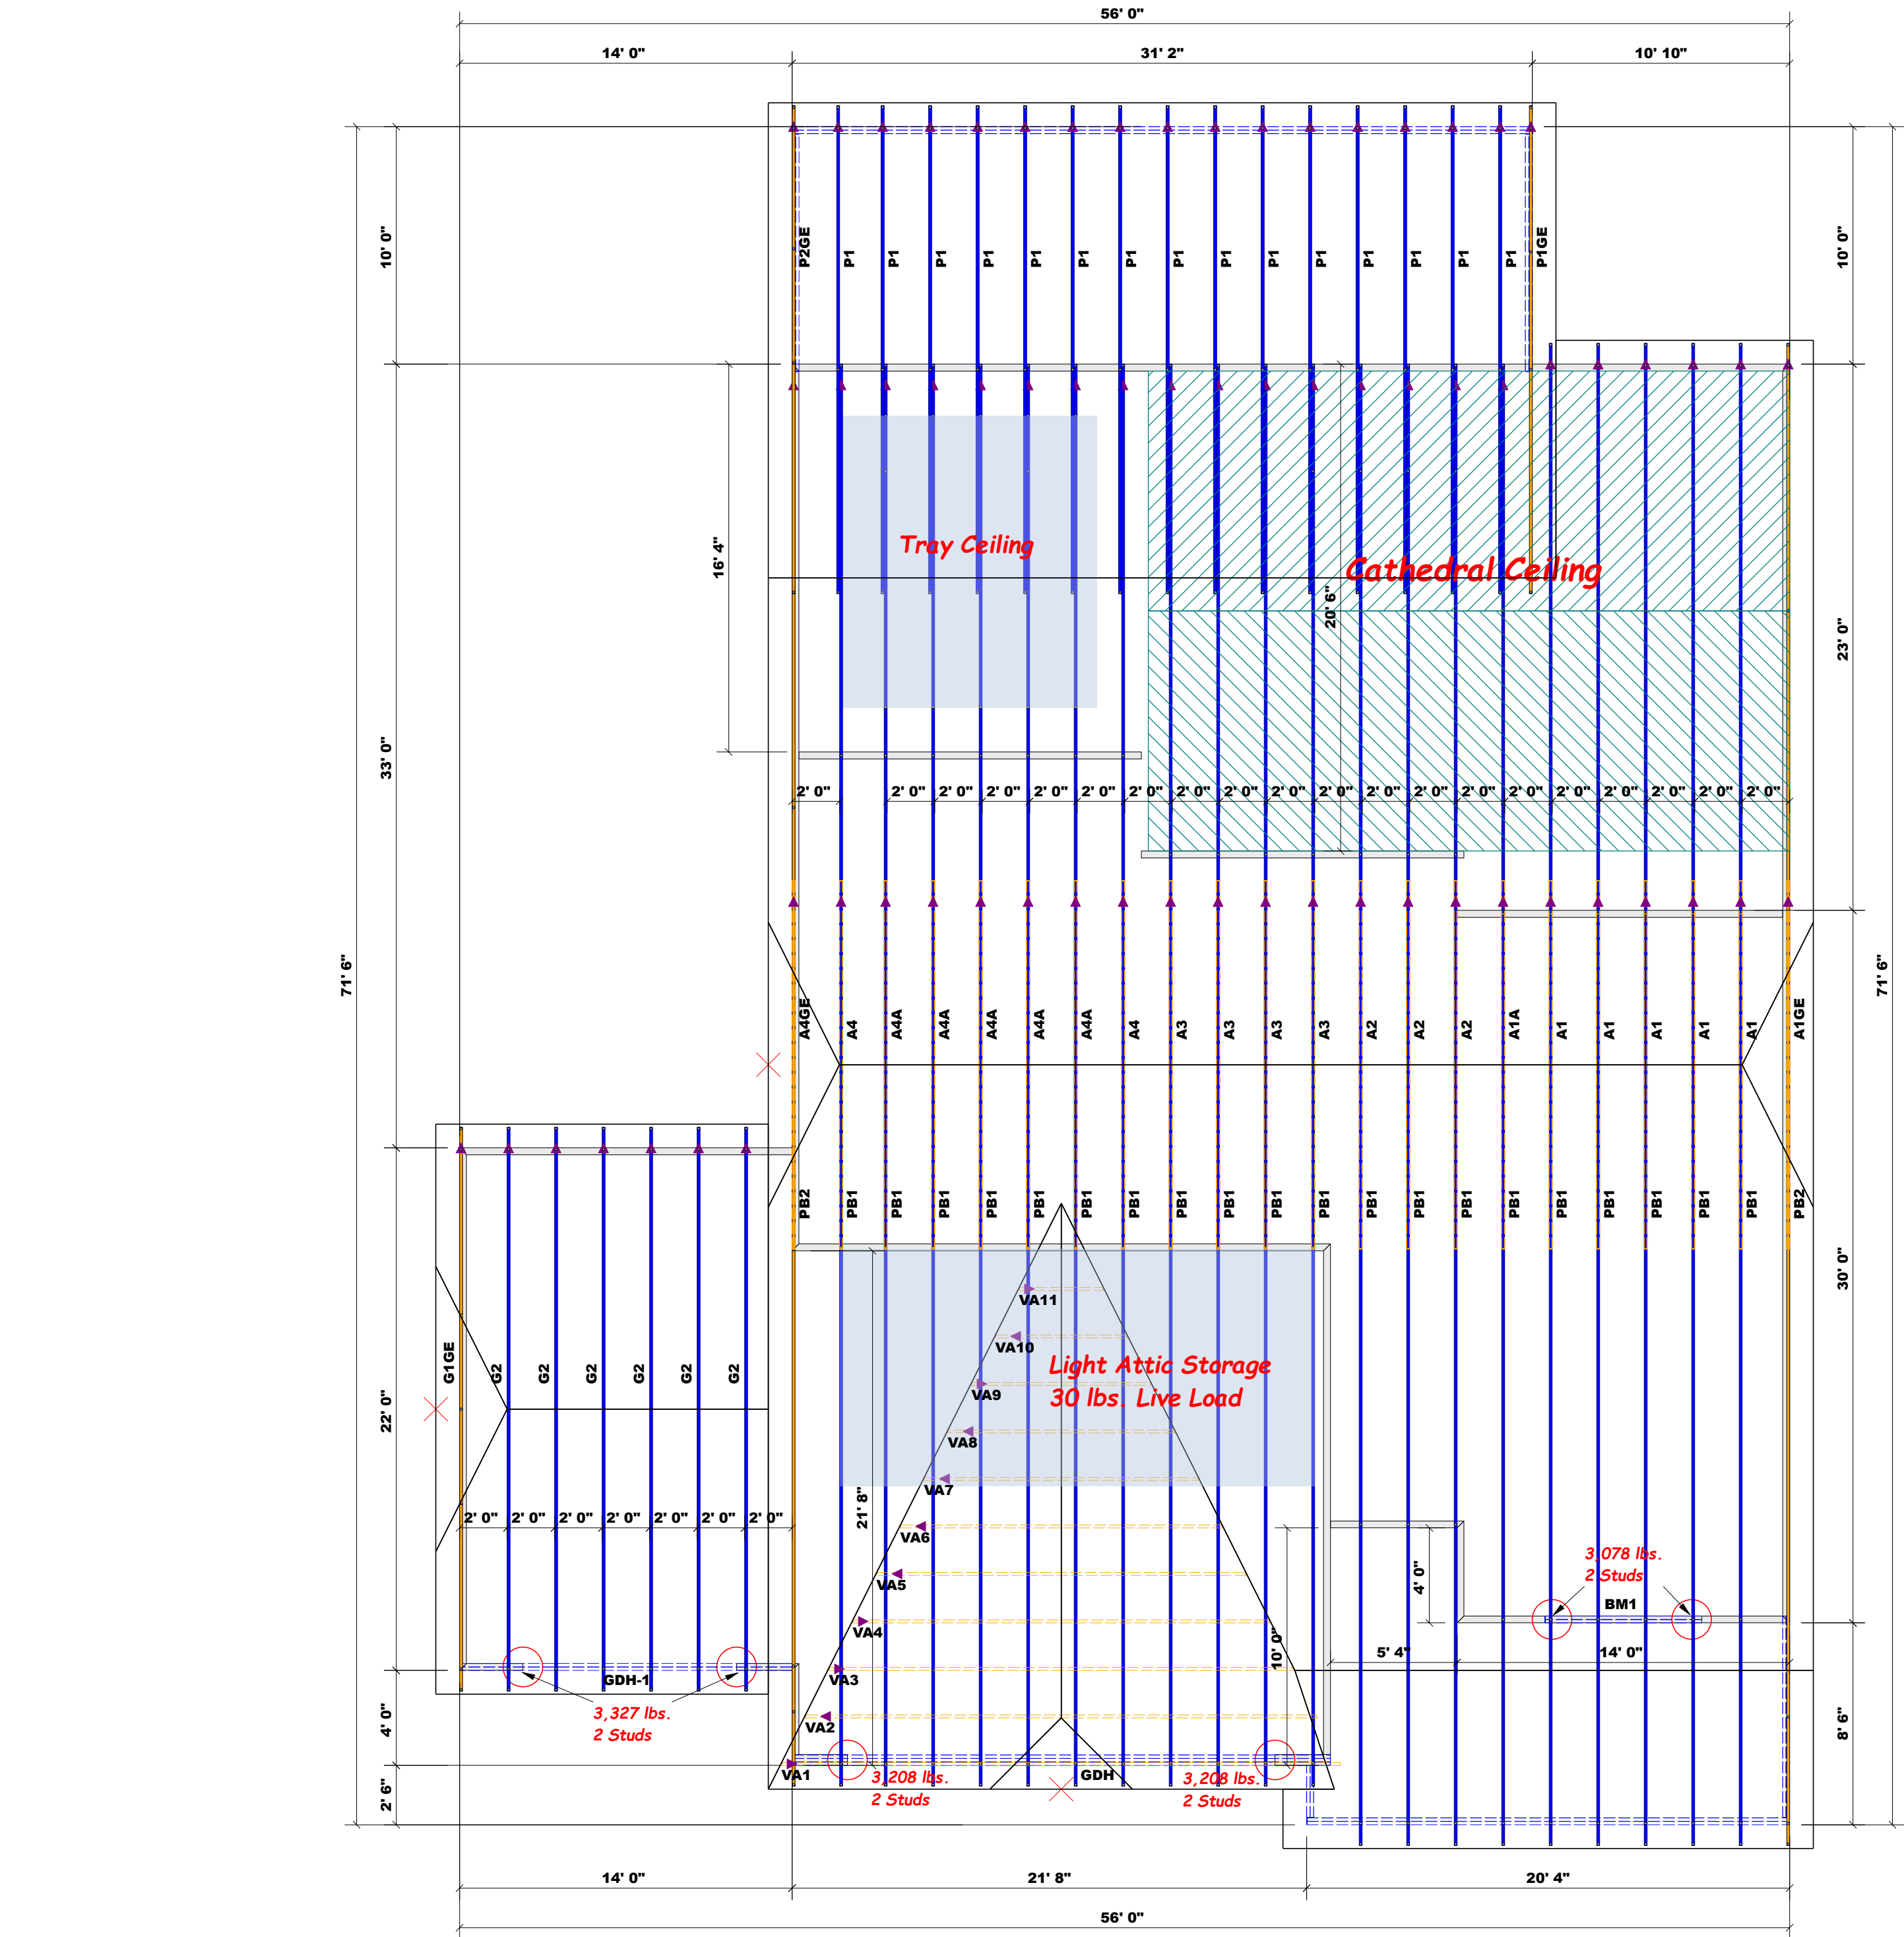 56' 0"
14' 0" 31' 2" 10' 10"
P2GE P1 P1 P1 P1 P1 P1 P1 P1 P1 P1 P1 P1 P1 P1 P1 P1GE
10' 0" 10' 0"
Tray Ceiling
Cathedral Ceiling
16' 4"
20' 6"
23' 0"
33' 0"
2' 0" 2' 0" 2' 0" 2' 0" 2' 0" 2' 0" 2' 0" 2' 0" 2' 0" 2' 0" 2' 0" 2' 0" 2' 0" 2' 0" 2' 0" 2' 0" 2' 0" 2' 0" 2' 0" 2' 0"
71' 6" 71' 6"
A4GE A4 A4A A4A A4A A4A A4A A4 A3 A3 A3 A3 A2 A2 A2 A1A A1 A1 A1 A1 A1 A1GE
PB2 PB1 PB1 PB1 PB1 PB1 PB1 PB1 PB1 PB1 PB1 PB1 PB1 PB1 PB1 PB1 PB1 PB1 PB1 PB1 PB1 PB2
30' 0"
VA11
VA10
Light Attic Storage
30 lbs. Live Load
G1GE G2 G2 G2 G2 G2 G2
VA9
22' 0"
VA8
VA7
21' 8"
2' 0" 2' 0" 2' 0" 2' 0" 2' 0" 2' 0" 2' 0"
VA6
3,078 lbs.
2 Studs
VA5
4' 0"
BM1
VA4
10' 0"
5' 4" 14' 0"
GDH-1
VA3
3,327 lbs.
2 Studs
4' 0"
VA2
8' 6"
VA1
GDH
3,208 lbs.
2 Studs
3,208 lbs.
2 Studs
2' 6"
14' 0" 21' 8" 20' 4"
56' 0"